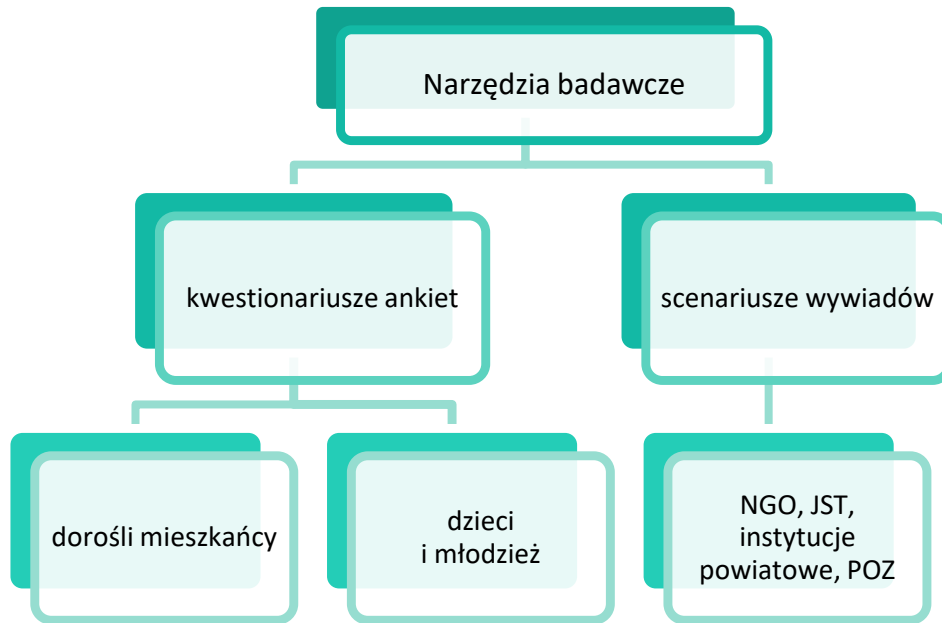 Narzędzia badawcze
kwestionariusze ankiet
scenariusze wywiadów
dorośli mieszkańcy
dzieci
i młodzież
NGO, JST,
instytucje
powiatowe, POZ